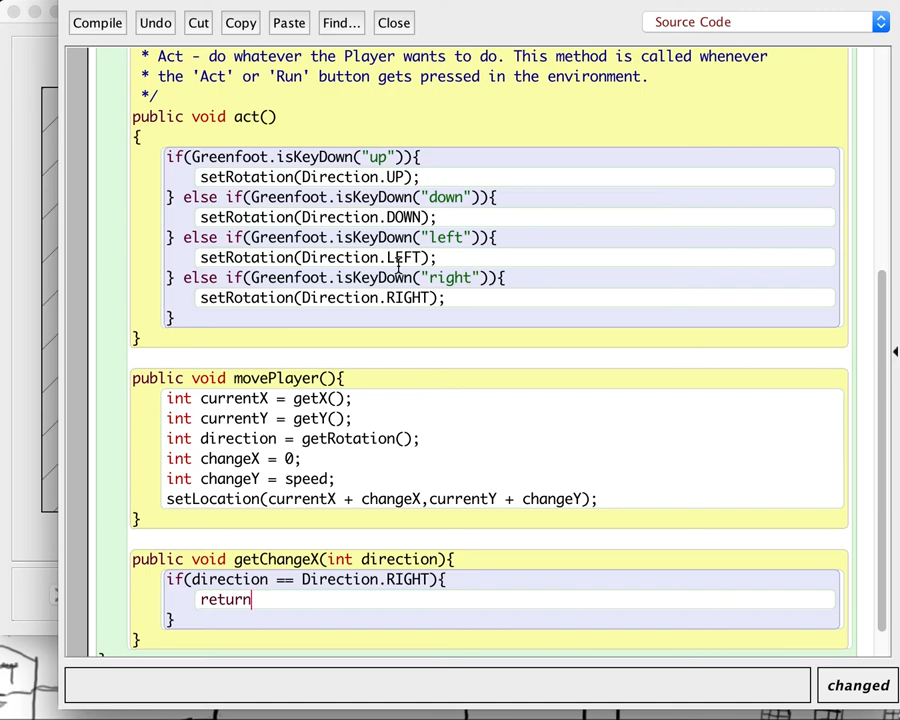 Compile Undo Cut Copy Paste Find... Close Source Code
* Act - do whatever the Player wants to do. This method is called whenever
* the 'Act' or 'Run' button gets pressed in the environment.
*/
public void act()
{
if(Greenfoot.isKeyDown("up")){
setRotation(Direction.UP);
} else if(Greenfoot.isKeyDown("down")){
setRotation(Direction.DOWN);
} else if(Greenfoot.isKeyDown("left")){
setRotation(Direction.LEFT);
} else if(Greenfoot.isKeyDown("right")){
setRotation(Direction.RIGHT);
}
}
public void movePlayer(){
int currentX = getX();
int currentY = getY();
int direction = getRotation();
int changeX = 0;
int changeY = speed;
setLocation(currentX + changeX,currentY + changeY);
}
public void getChangeX(int direction){
if(direction == Direction.RIGHT){
return
}
}
changed